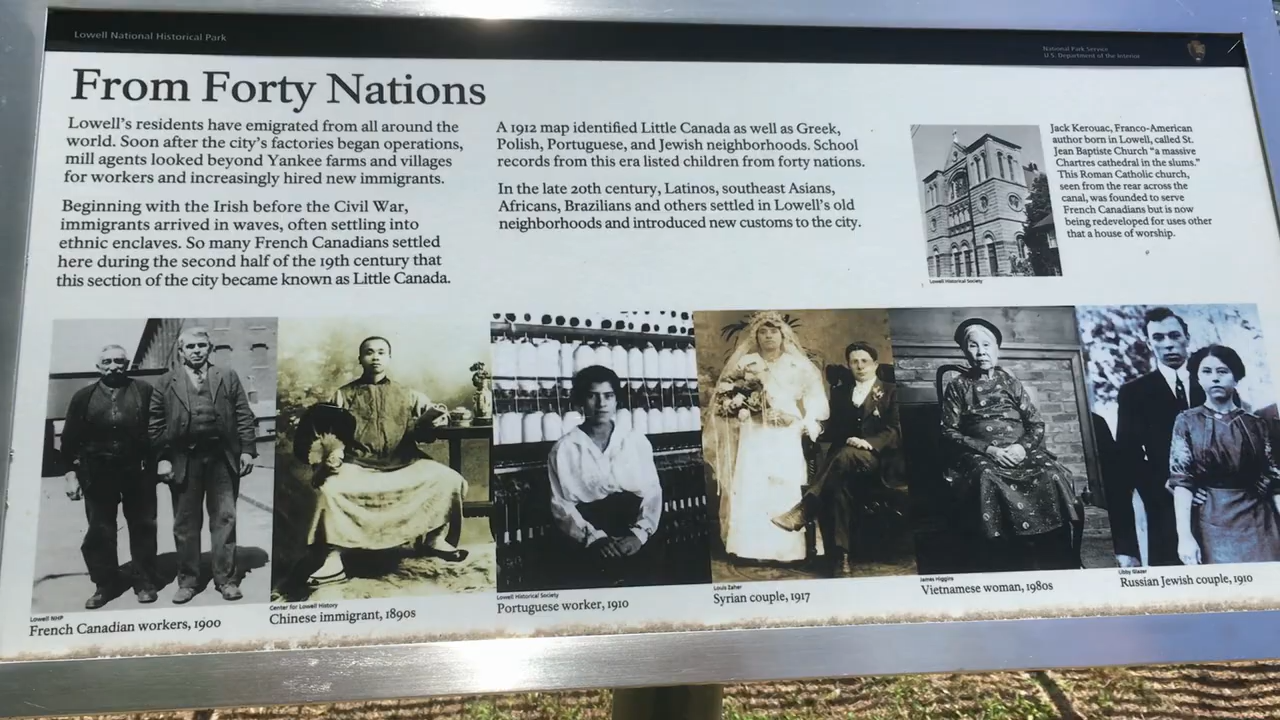 Lowell National Historical Park
National Park Service
U.S. Department of the Interior
From Forty Nations
Lowell's residents have emigrated from all around the
world. Soon after the city's factories began operations,
mill agents looked beyond Yankee farms and villages
for workers and increasingly hired new immigrants.
Beginning with the Irish before the Civil War,
immigrants arrived in waves, often settling into
ethnic enclaves. So many French Canadians settled
here during the second half of the 19th century that
this section of the city became known as Little Canada.
A 1912 map identified Little Canada as well as Greek,
Polish, Portuguese, and Jewish neighborhoods. School
records from this era listed children from forty nations.
In the late 20th century, Latinos, southeast Asians,
Africans, Brazilians and others settled in Lowell's old
neighborhoods and introduced new customs to the city.
Jack Kerouac, Franco-American
author born in Lowell, called St.
Jean Baptiste Church "a massive
Chartres cathedral in the slums."
This Roman Catholic church,
seen from the rear across the
canal, was founded to serve
French Canadians but is now
being redeveloped for uses other
that a house of worship.
Lowell Historical Society
Lowell NHP
French Canadian workers, 1900
Center for Lowell History
Chinese immigrant, 1890s
Lowell Historical Society
Portuguese worker, 1910
Louis Zaher
Syrian couple, 1917
James Higgins
Vietnamese woman, 1980s
Libby Glazer
Russian Jewish couple, 1910